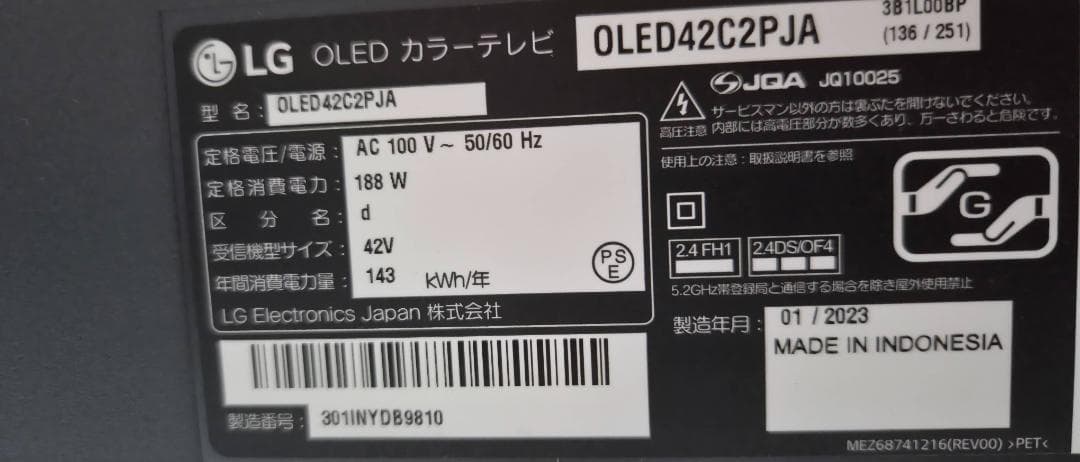 LG OLED カラーテレビ
OLED42C2PJA
3B1L00BP
(136 / 251)
型 名: OLED42C2PJA
定格電圧/電源: AC 100 V~ 50/60 Hz
定格消費電力: 188 W
区 分 名: d
受信機型サイズ: 42V
年間消費電力量: 143 kWh/年
PS
E
LG Electronics Japan 株式会社
製造番号: 301INYDB9810
JQA JQ10025
サービスマン以外の方は裏ぶたを開けないでください。
高圧注意 内部には高電圧部分が数多くあり、万一さわると危険です。
使用上の注意:取扱説明書を参照
G
2.4 FH1
2.4DS/OF4
5.2GHz帯登録局と通信する場合を除き屋外使用禁止
製造年月: 01 / 2023
MADE IN INDONESIA
MEZ68741216(REV00) >PET<